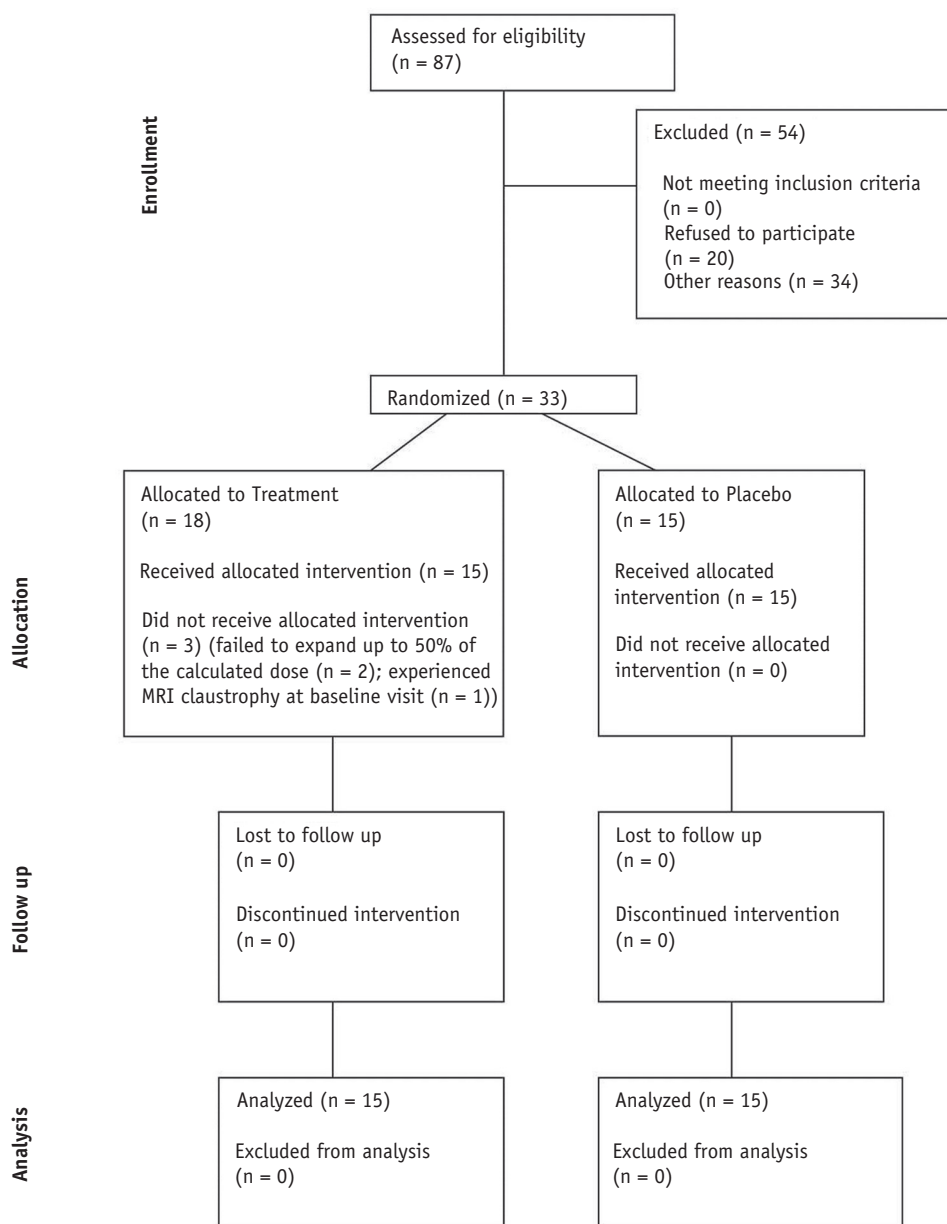 Enrollment
Assessed for eligibility
(n = 87)
Excluded (n = 54)
Not meeting inclusion criteria
(n = 0)
Refused to participate
(n = 20)
Other reasons (n = 34)
Randomized (n = 33)
Allocation
Allocated to Treatment
(n = 18)
Received allocated intervention (n = 15)
Did not receive allocated intervention
(n = 3) (failed to expand up to 50% of
the calculated dose (n = 2); experienced
MRI claustrophy at baseline visit (n = 1))
Allocated to Placebo
(n = 15)
Received allocated
intervention (n = 15)
Did not receive allocated
intervention (n = 0)
Follow up
Lost to follow up
(n = 0)
Discontinued intervention
(n = 0)
Lost to follow up
(n = 0)
Discontinued intervention
(n = 0)
Analysis
Analyzed (n = 15)
Excluded from analysis
(n = 0)
Analyzed (n = 15)
Excluded from analysis
(n = 0)